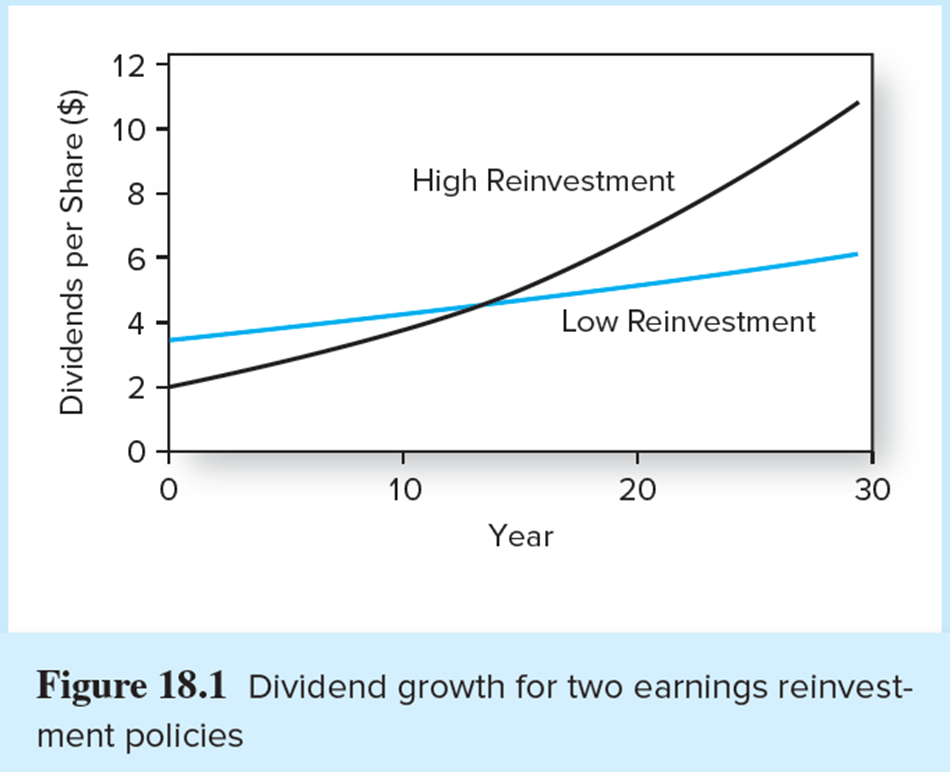 12
10
8
6
4
2
0
Dividends per Share ($)
High Reinvestment
Low Reinvestment
0 10 20 30
Year
Figure 18.1 Dividend growth for two earnings reinvest-
ment policies